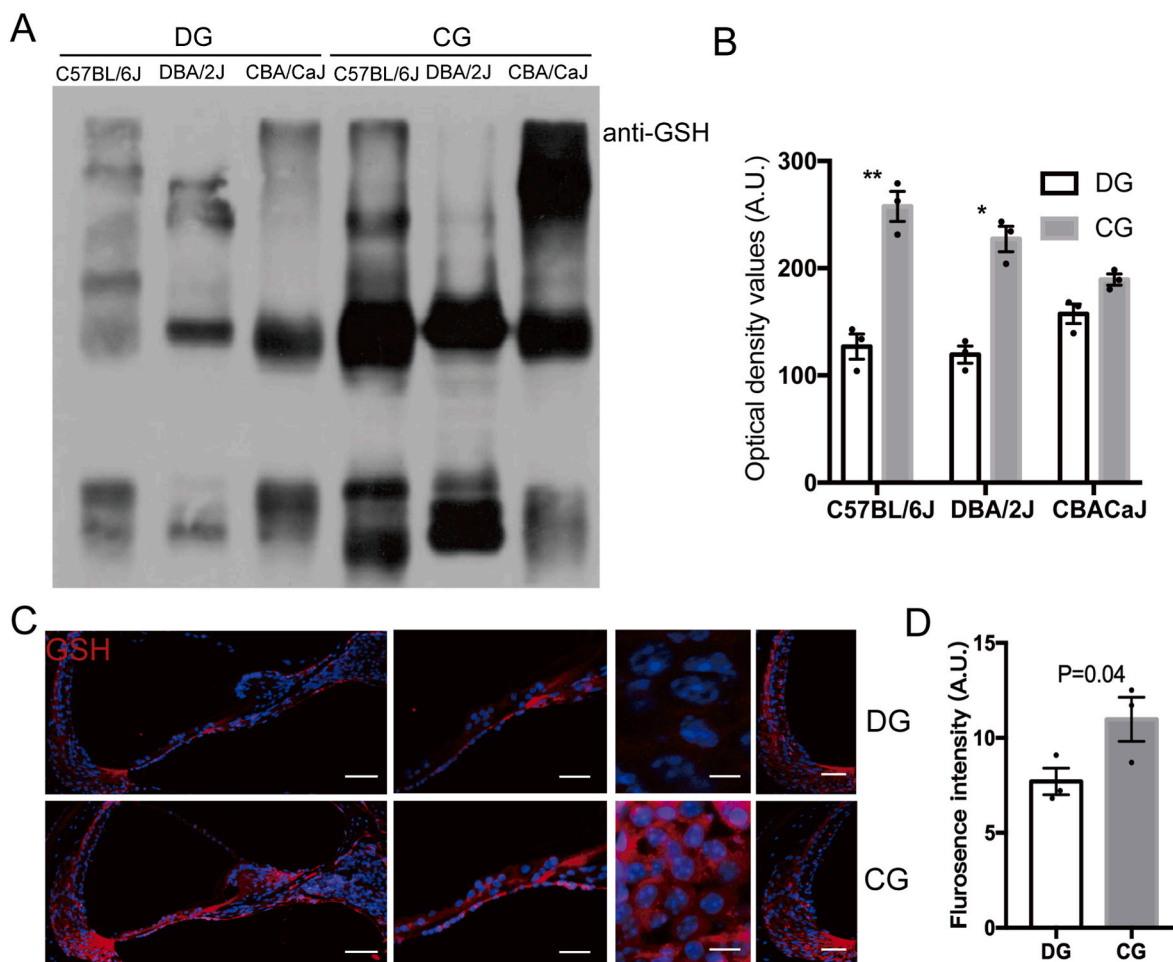 A
DG
CG
C57BL/6J
DBA/2J
CBA/CaJ
C57BL/6J
DBA/2J
CBA/CaJ
anti-GSH
B
Optical density values (A.U.)
300
200
100
0
**
*
DG
CG
C57BL/6J
DBA/2J
CBACaJ
C
GSH
DG
CG
D
Flurosence intensity (A.U.)
15
10
5
0
P=0.04
DG
CG